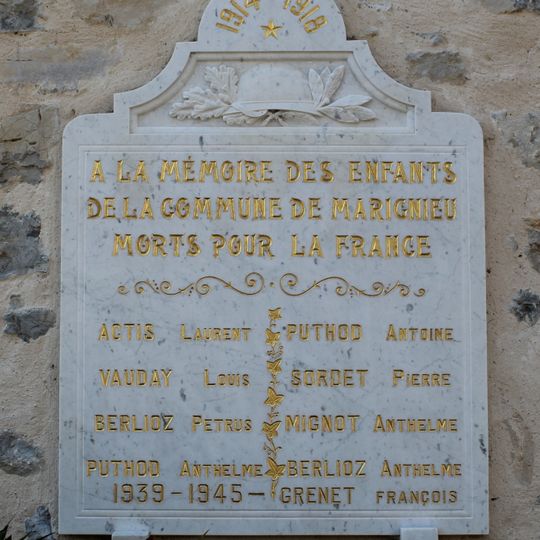 1914 1918
A LA MÉMOIRE DES ENFANTS
DE LA COMMUNE DE MARIGNIEU
MORTS POUR LA FRANCE
ACTIS LAURENT PUTHOD ANTOINE
VAUDAY LOUIS SORDET PIERRE
BERLIOZ PETRUS MIGNOT ANTHELME
PUTHOD ANTHELME BERLIOZ ANTHELME
1939-1945-GRENET FRANÇOIS